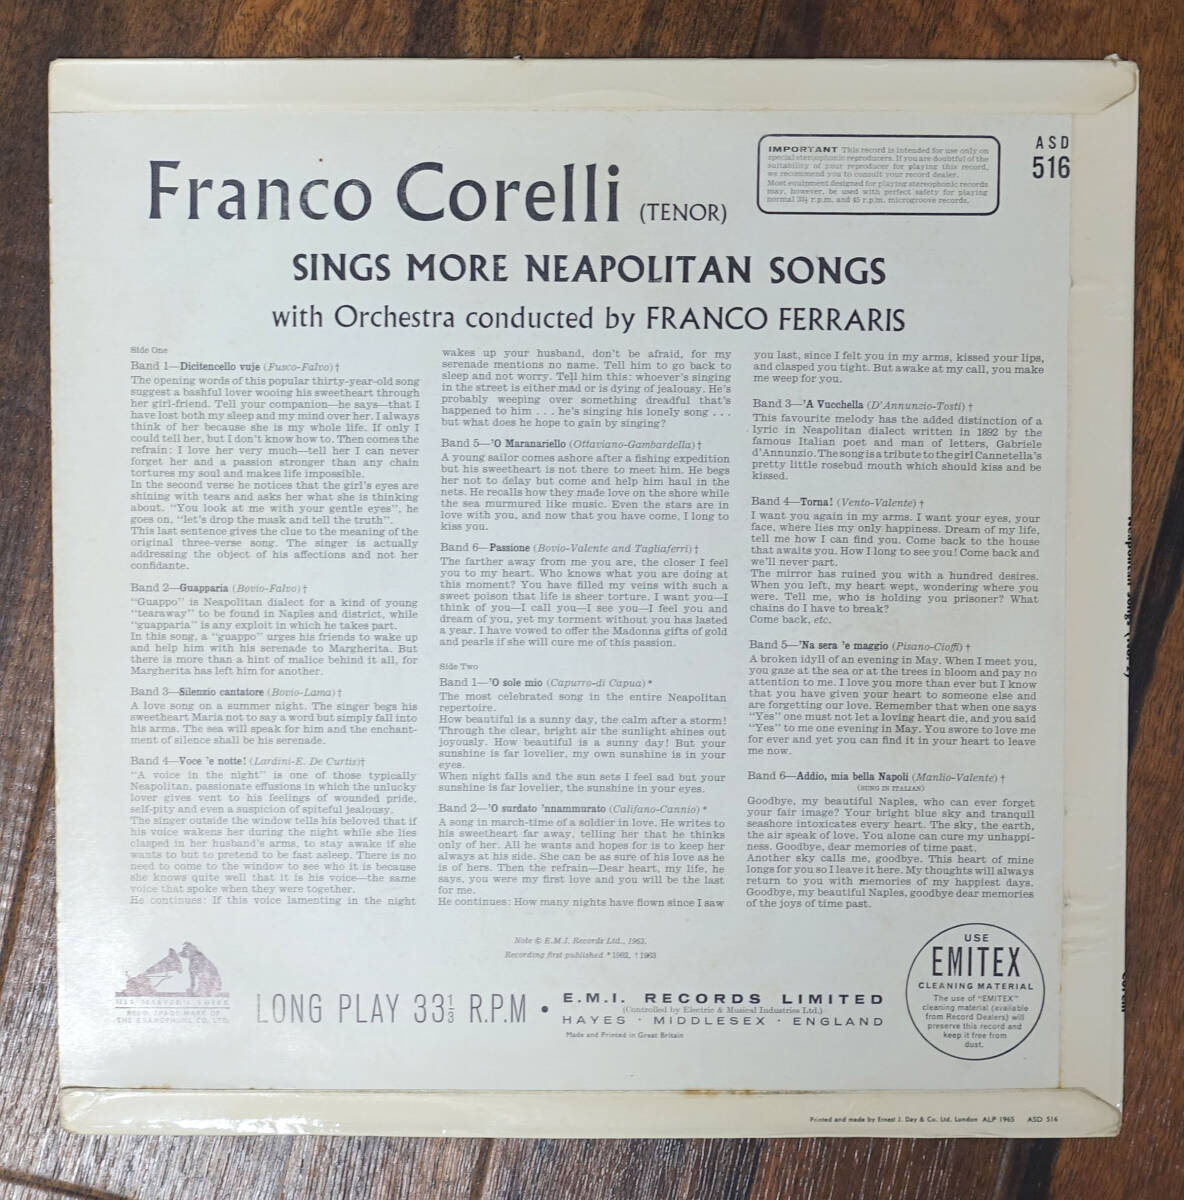 Franco Corelli (TENOR)
SINGS MORE NEAPOLITAN SONGS
with Orchestra conducted by FRANCO FERRARIS
IMPORTANT This record is intended for use only on
special stereophonic reproducers. If you are doubtful of the
suitability of your reproducer for playing this record,
we recommend you to consult your record dealer.
Most equipment designed for playing stereophonic records
may, however, be used with perfect safety for playing
normal 33⅓ r.p.m. and 45 r.p.m. microgroove records.
ASD
516
Side One
Band 1—Dicitencello vuje (Fusco-Falvo)†
The opening words of this popular thirty-year-old song
suggest a bashful lover wooing his sweetheart through
her girl-friend. Tell your companion—he says—that I
have lost both my sleep and my mind over her. I always
think of her because she is my whole life. If only I
could tell her, but I don't know how to. Then comes the
refrain: I love her very much—tell her I can never
forget her and a passion stronger than any chain
tortures my soul and makes life impossible.
In the second verse he notices that the girl's eyes are
shining with tears and asks her what she is thinking
about. "You look at me with your gentle eyes", he
goes on, "let's drop the mask and tell the truth".
This last sentence gives the clue to the meaning of the
original three-verse song. The singer is actually
addressing the object of his affections and not her
confidante.
Band 2—Guapparia (Bovio-Falvo)†
"Guappo" is Neapolitan dialect for a kind of young
"tearaway" to be found in Naples and district, while
"guapparia" is any exploit in which he takes part.
In this song, a "guappo" urges his friends to wake up
and help him with his serenade to Margherita. But
there is more than a hint of malice behind it all, for
Margherita has left him for another.
Band 3—Silenzio cantatore (Bovio-Lama)†
A love song on a summer night. The singer begs his
sweetheart Maria not to say a word but simply fall into
his arms. The sea will speak for him and the enchant-
ment of silence shall be his serenade.
Band 4—Voce 'e notte! (Lardini-E. De Curtis)†
"A voice in the night" is one of those typically
Neapolitan, passionate effusions in which the unlucky
lover gives vent to his feelings of wounded pride,
self-pity and even a suspicion of spiteful jealousy.
The singer outside the window tells his beloved that if
his voice wakens her during the night while she lies
clasped in her husband's arms, to stay awake if she
wants to but to pretend to be fast asleep. There is no
need to come to the window to see who it is because
she knows quite well that it is his voice—the same
voice that spoke when they were together.
He continues: If this voice lamenting in the night
wakes up your husband, don't be afraid, for my
serenade mentions no name. Tell him to go back to
sleep and not worry. Tell him this: whoever's singing
in the street is either mad or is dying of jealousy. He's
probably weeping over something dreadful that's
happened to him . . . he's singing his lonely song . . .
but what does he hope to gain by singing?
Band 5—'O Maranariello (Ottaviano-Gambardella)†
A young sailor comes ashore after a fishing expedition
but his sweetheart is not there to meet him. He begs
her not to delay but come and help him haul in the
nets. He recalls how they made love on the shore while
the sea murmured like music. Even the stars are in
love with you, and now that you have come, I long to
kiss you.
Band 6—Passione (Bovio-Valente and Tagliaferri)†
The farther away from me you are, the closer I feel
you to my heart. Who knows what you are doing at
this moment? You have filled my veins with such a
sweet poison that life is sheer torture. I want you—I
think of you—I call you—I see you—I feel you and
dream of you, yet my torment without you has lasted
a year. I have vowed to offer the Madonna gifts of gold
and pearls if she will cure me of this passion.
Side Two
Band 1—'O sole mio (Capurro-di Capua)*
The most celebrated song in the entire Neapolitan
repertoire.
How beautiful is a sunny day, the calm after a storm!
Through the clear, bright air the sunlight shines out
joyously. How beautiful is a sunny day! But your
sunshine is far lovelier, my own sunshine is in your
eyes.
When night falls and the sun sets I feel sad but your
sunshine is far lovelier, the sunshine in your eyes.
Band 2—'O surdato 'nnammurato (Califano-Cannio)*
A song in march-time of a soldier in love. He writes to
his sweetheart far away, telling her that he thinks
only of her. All he wants and hopes for is to keep her
always at his side. She can be as sure of his love as he
is of hers. Then the refrain—Dear heart, my life, he
says, you were my first love and you will be the last
for me.
He continues: How many nights have flown since I saw
you last, since I felt you in my arms, kissed your lips,
and clasped you tight. But awake at my call, you make
me weep for you.
Band 3—'A Vucchella (D'Annunzio-Tosti)†
This favourite melody has the added distinction of a
lyric in Neapolitan dialect written in 1892 by the
famous Italian poet and man of letters, Gabriele
d'Annunzio. The song is a tribute to the girl Cannetella's
pretty little rosebud mouth which should kiss and be
kissed.
Band 4—Torna! (Vento-Valente)†
I want you again in my arms. I want your eyes, your
face, where lies my only happiness. Dream of my life,
tell me how I can find you. Come back to the house
that awaits you. How I long to see you! Come back and
we'll never part.
The mirror has ruined you with a hundred desires.
When you left, my heart wept, wondering where you
were. Tell me, who is holding you prisoner? What
chains do I have to break?
Come back, etc.
Band 5—'Na sera 'e maggio (Pisano-Cioffi)†
A broken idyll of an evening in May. When I meet you,
you gaze at the sea or at the trees in bloom and pay no
attention to me. I love you more than ever but I know
that you have given your heart to someone else and
are forgetting our love. Remember that when one says
"Yes" one must not let a loving heart die, and you said
"Yes" to me one evening in May. You swore to love me
for ever and yet you can find it in your heart to leave
me now.
Band 6—Addio, mia bella Napoli (Manlio-Valente)†
(SUNG IN ITALIAN)
Goodbye, my beautiful Naples, who can ever forget
your fair image? Your bright blue sky and tranquil
seashore intoxicates every heart. The sky, the earth,
the air speak of love. You alone can cure my unhappi-
ness. Goodbye, dear memories of time past.
Another sky calls me, goodbye. This heart of mine
longs for you so I leave it here. My thoughts will always
return to you with memories of my happiest days.
Goodbye, my beautiful Naples, goodbye dear memories
of the joys of time past.
Note © E.M.I. Records Ltd., 1963.
Recording first published *1962, †1963
HIS MASTER'S VOICE
REGD. TRADE MARK OF
THE GRAMOPHONE CO. LTD.
LONG PLAY 33⅓ R.P.M •
E.M.I. RECORDS LIMITED
(Controlled by Electric & Musical Industries Ltd.)
HAYES · MIDDLESEX · ENGLAND
Made and Printed in Great Britain
USE
EMITEX
CLEANING MATERIAL
The use of "EMITEX"
cleaning material (available
from Record Dealers) will
preserve this record and
keep it free from
dust.
Printed and made by Ernest J. Day & Co. Ltd. London ALP 1965 ASD 516